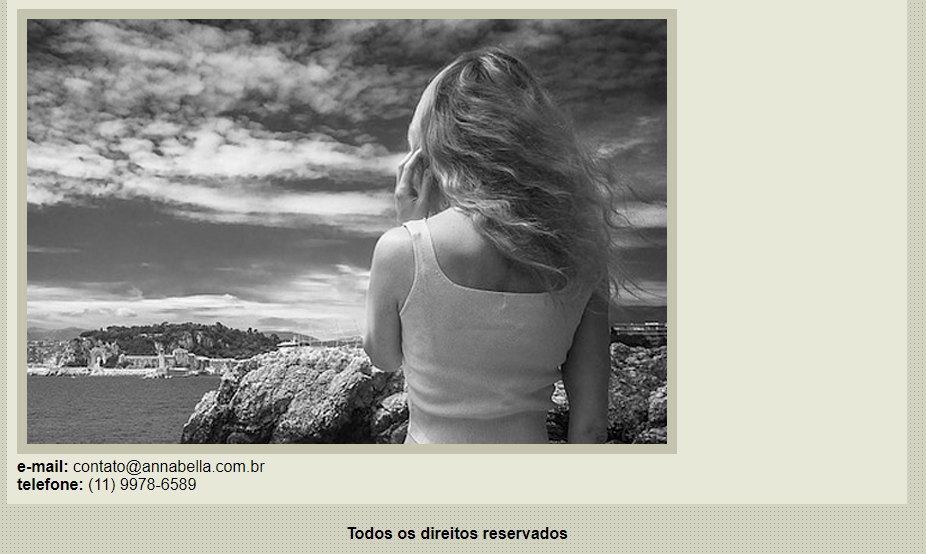 e-mail: contato@annabella.com.br
telefone: (11) 9978-6589
Todos os direitos reservados